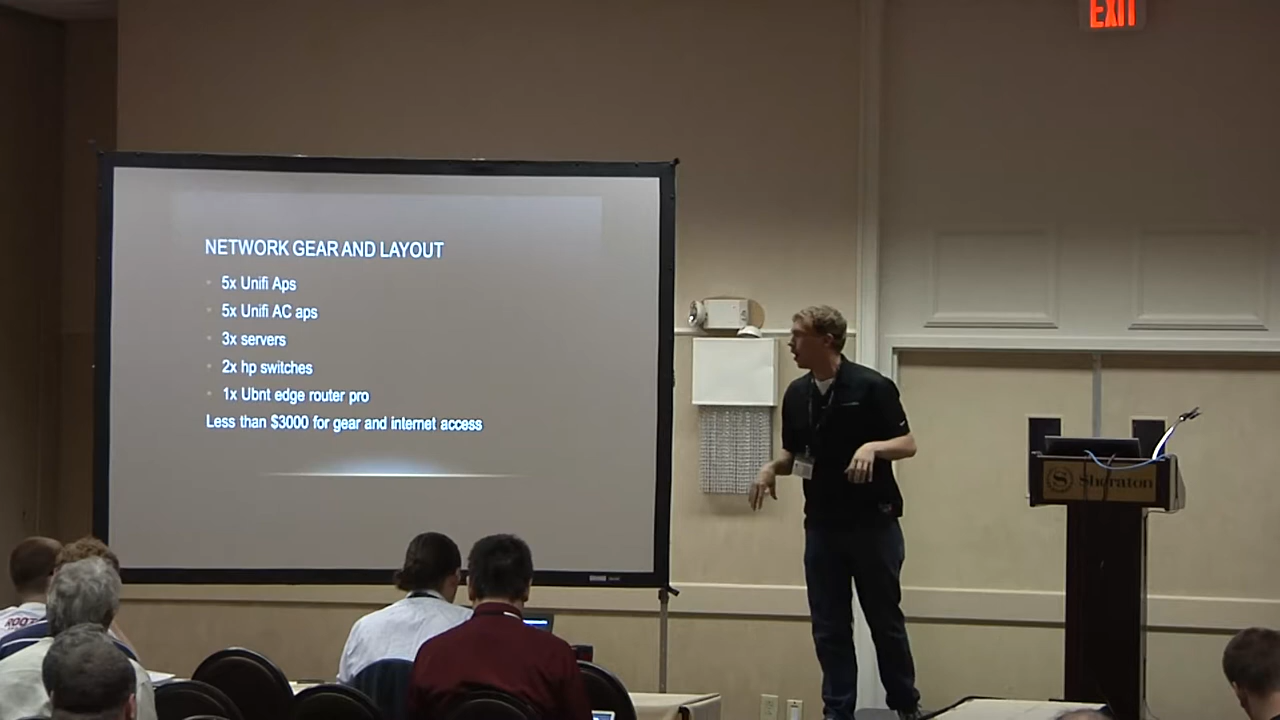 EXIT
NETWORK GEAR AND LAYOUT
5x Unifi Aps
5x Unifi AC aps
3x servers
2x hp switches
1x Ubnt edge router pro
Less than $3000 for gear and internet access
Sheraton
ROOT